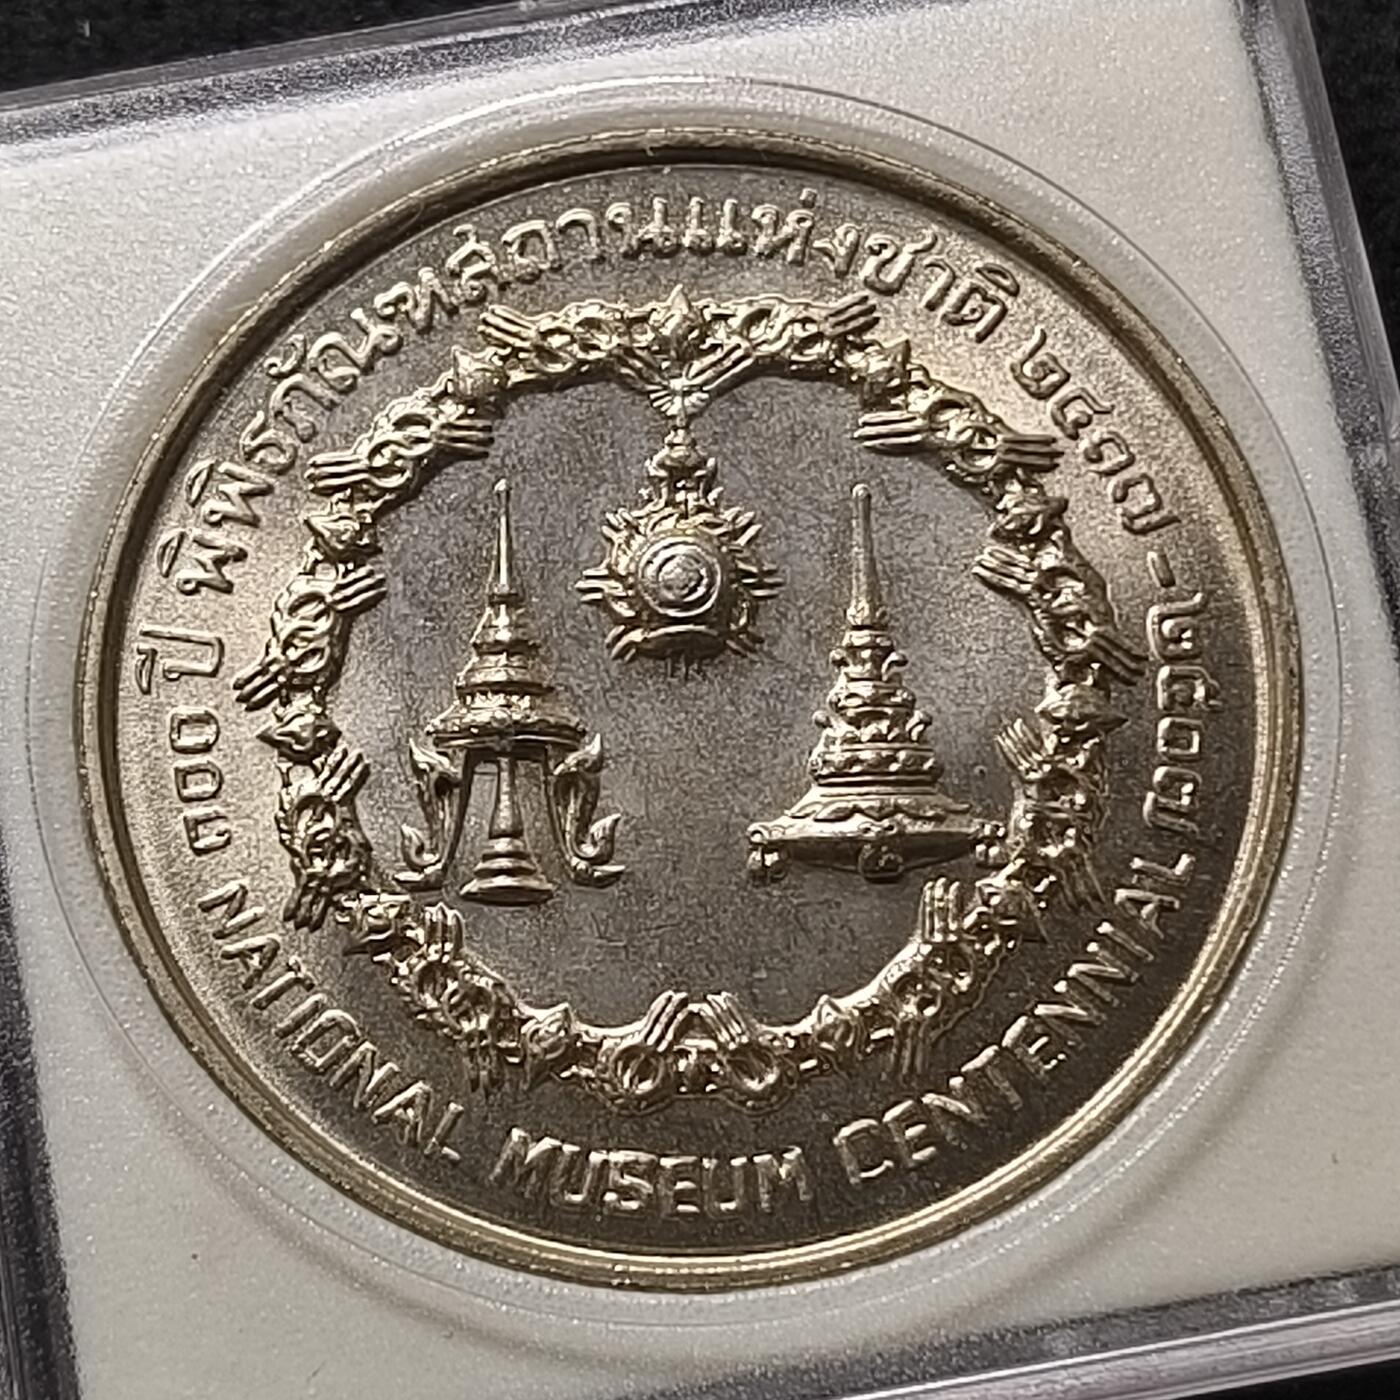 ๑๐๐ ปี พิพิธภัณฑสถานแห่งชาติ ๒๔๑๗ - ๒๕๑๗
NATIONAL MUSEUM CENTENNIAL